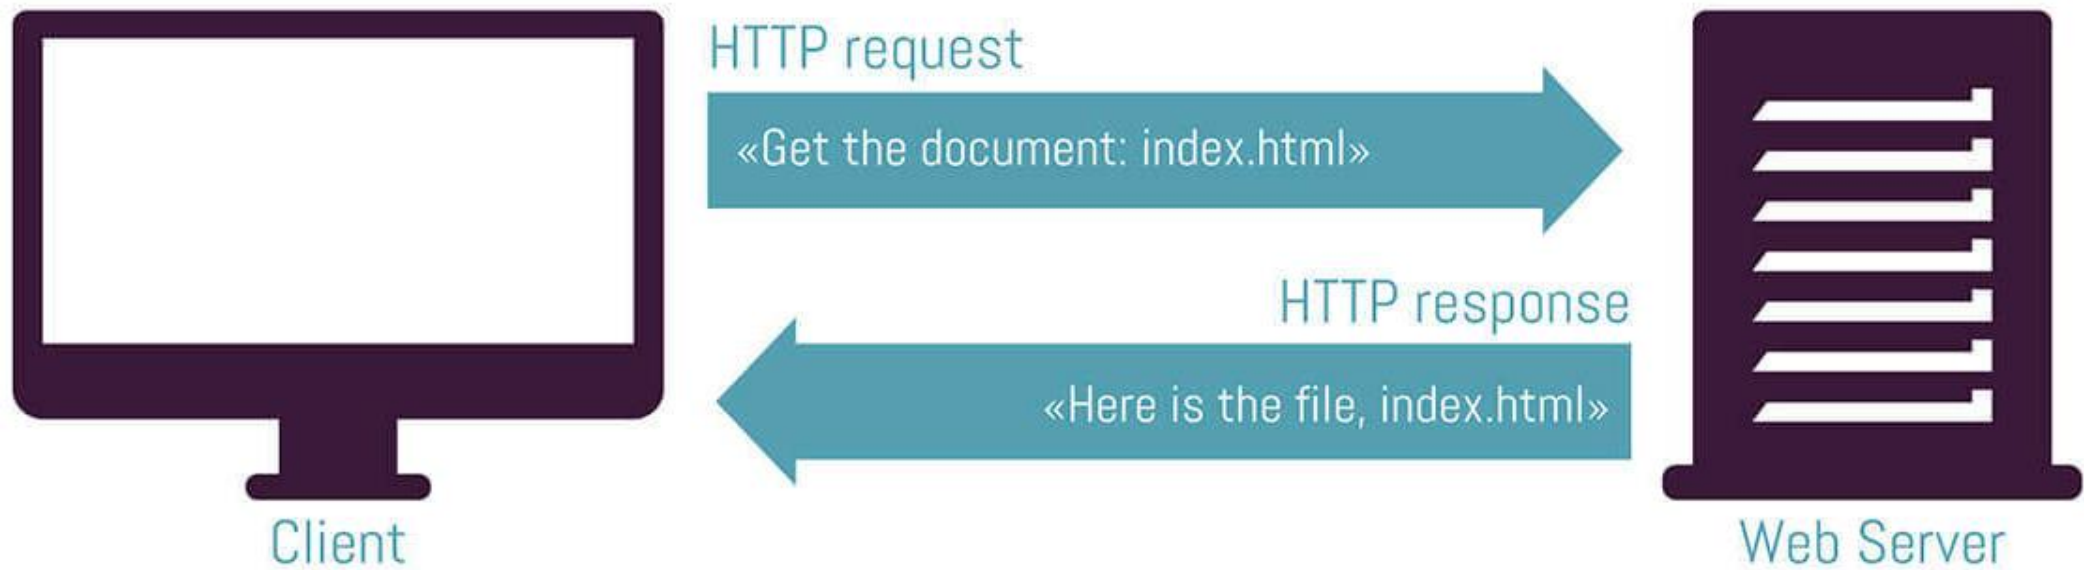 HTTP request
«Get the document: index.html»
HTTP response
«Here is the file, index.html»
Client
Web Server